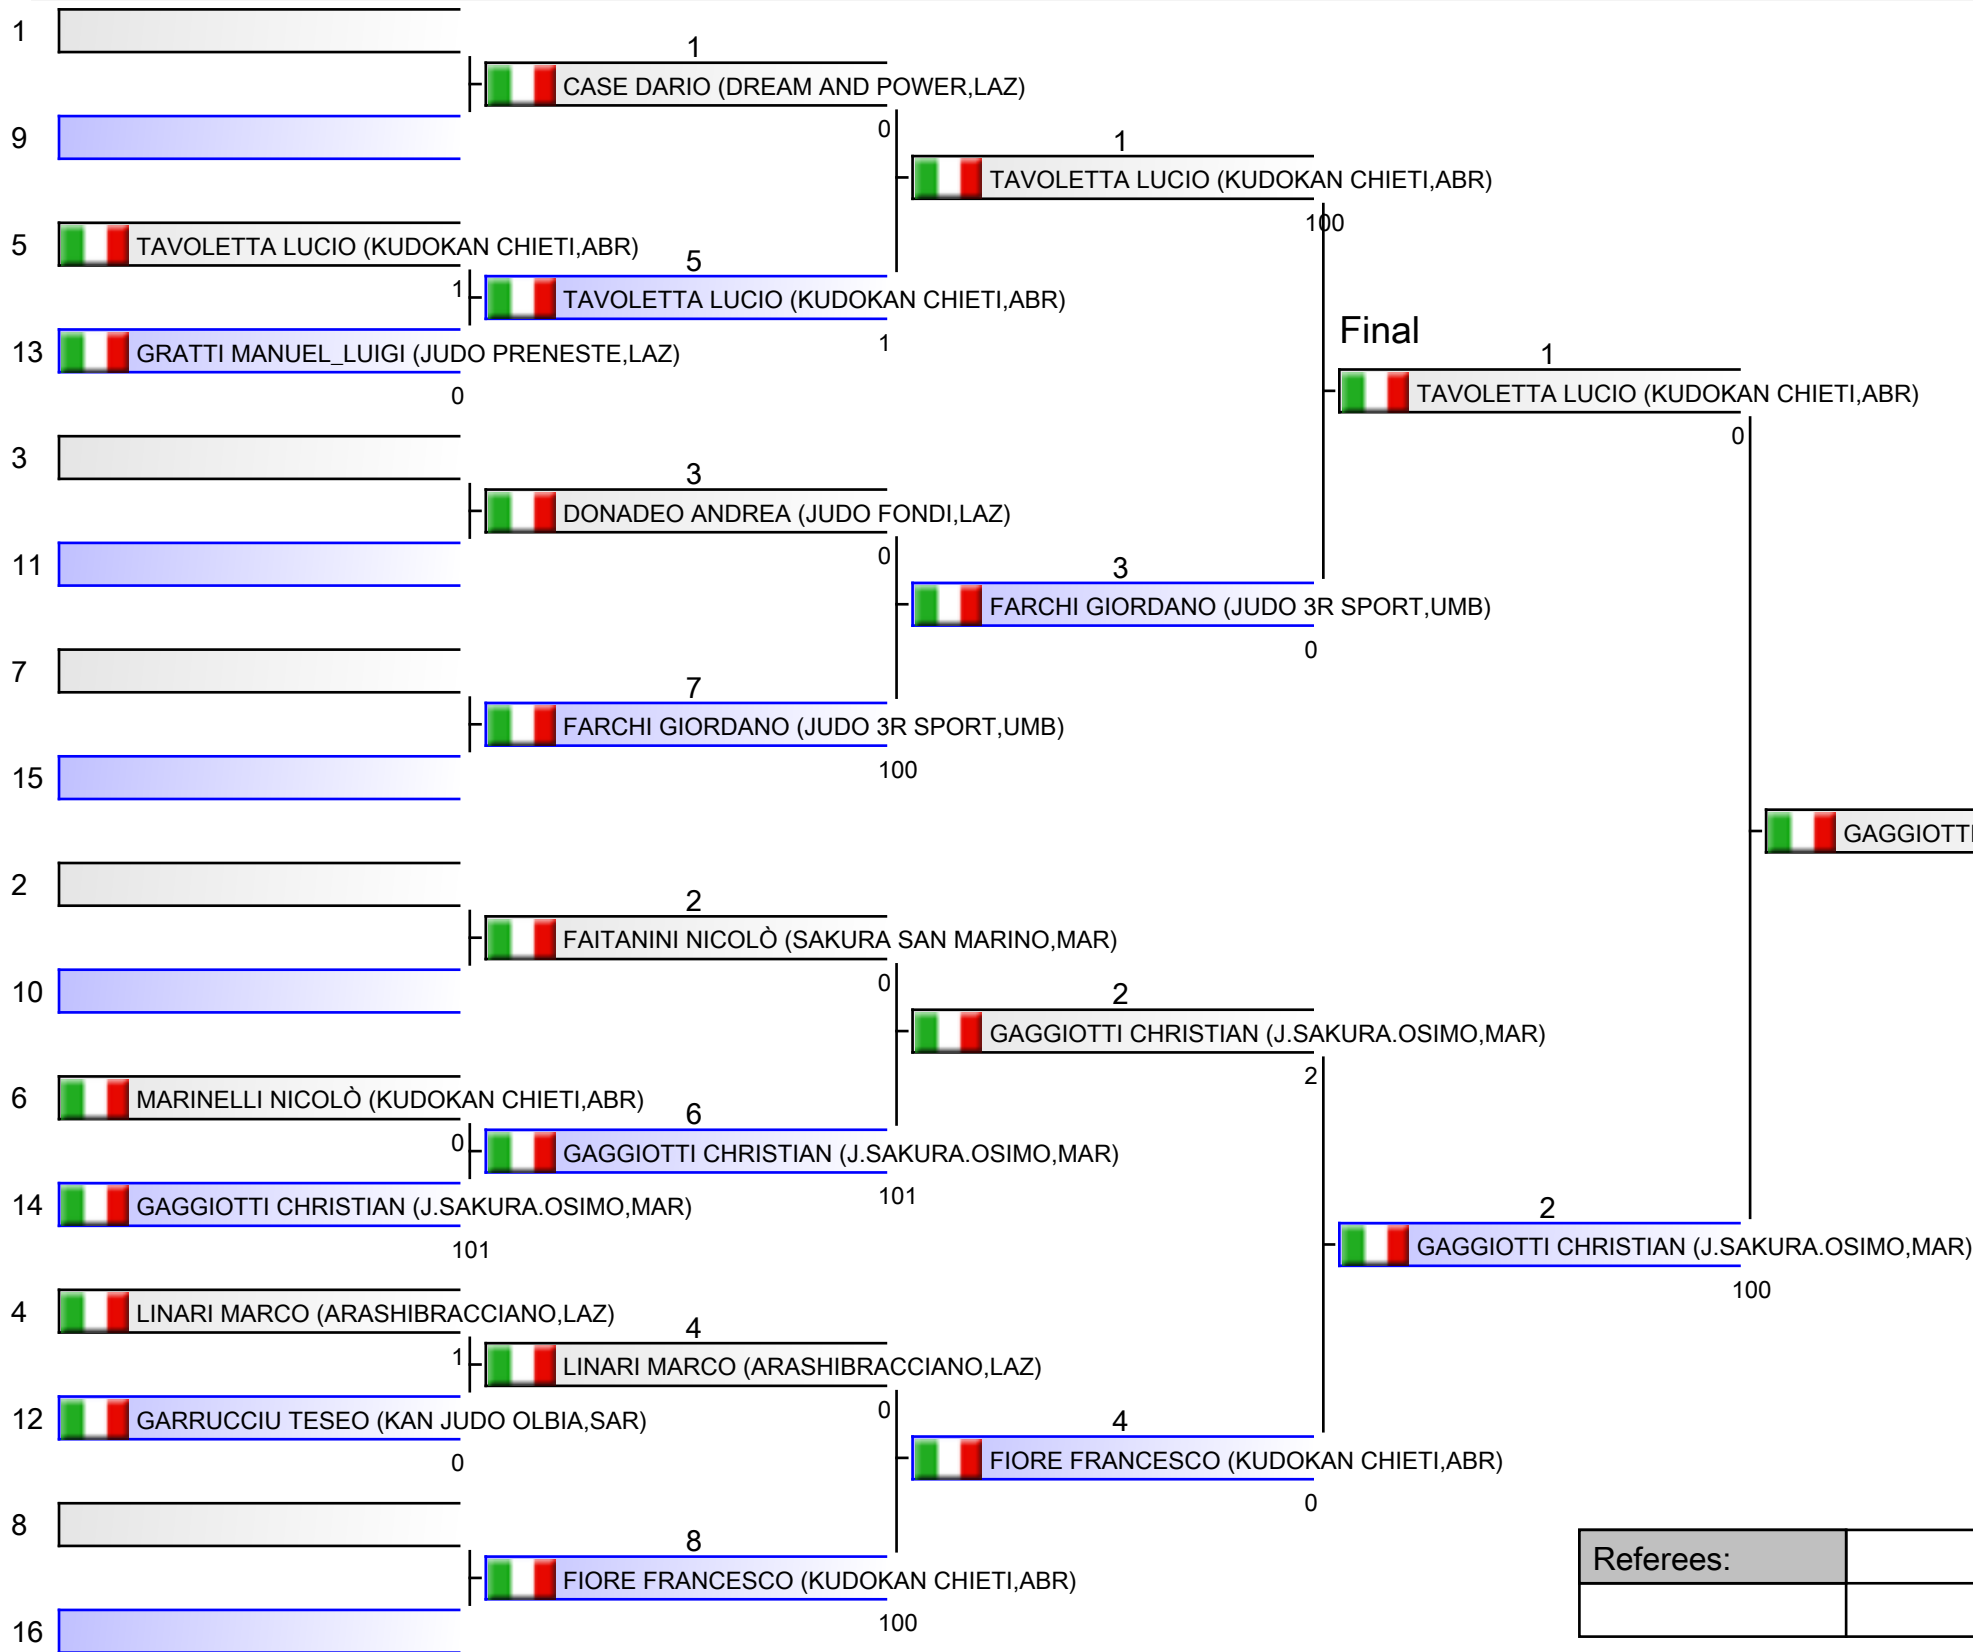 1
1
CASE DARIO (DREAM AND POWER,LAZ)
0
9
1
TAVOLETTA LUCIO (KUDOKAN CHIETI,ABR)
100
5
TAVOLETTA LUCIO (KUDOKAN CHIETI,ABR)
1
5
TAVOLETTA LUCIO (KUDOKAN CHIETI,ABR)
1
13
GRATTI MANUEL_LUIGI (JUDO PRENESTE,LAZ)
0
Final
1
TAVOLETTA LUCIO (KUDOKAN CHIETI,ABR)
0
3
3
DONADEO ANDREA (JUDO FONDI,LAZ)
0
11
3
FARCHI GIORDANO (JUDO 3R SPORT,UMB)
0
7
7
FARCHI GIORDANO (JUDO 3R SPORT,UMB)
100
15
GAGGIOTTI
2
2
FAITANINI NICOLÒ (SAKURA SAN MARINO,MAR)
0
10
2
GAGGIOTTI CHRISTIAN (J.SAKURA.OSIMO,MAR)
2
6
MARINELLI NICOLÒ (KUDOKAN CHIETI,ABR)
0
6
GAGGIOTTI CHRISTIAN (J.SAKURA.OSIMO,MAR)
101
14
GAGGIOTTI CHRISTIAN (J.SAKURA.OSIMO,MAR)
101
2
GAGGIOTTI CHRISTIAN (J.SAKURA.OSIMO,MAR)
100
4
LINARI MARCO (ARASHIBRACCIANO,LAZ)
1
4
LINARI MARCO (ARASHIBRACCIANO,LAZ)
0
12
GARRUCCIU TESEO (KAN JUDO OLBIA,SAR)
0
4
FIORE FRANCESCO (KUDOKAN CHIETI,ABR)
0
8
8
FIORE FRANCESCO (KUDOKAN CHIETI,ABR)
100
16
Referees: